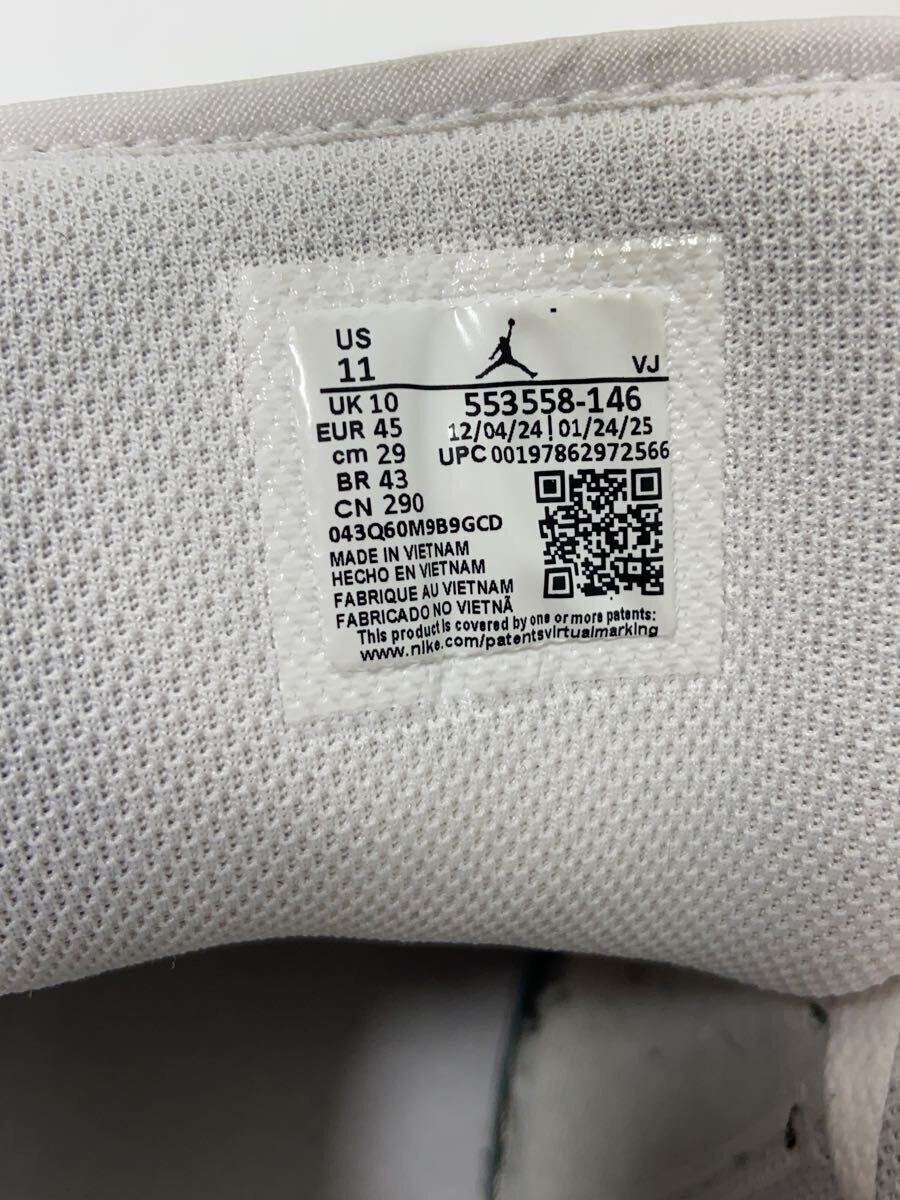 US
11
VJ
UK 10
553558-146
EUR 45
12/04/24 | 01/24/25
cm 29
UPC 00197862972566
BR 43
CN 290
043Q60M9B9GCD
MADE IN VIETNAM
HECHO EN VIETNAM
FABRIQUE AU VIETNAM
FABRICADO NO VIETNÃ
This product is covered by one or more patents:
www.nike.com/patentsvirtualmarking